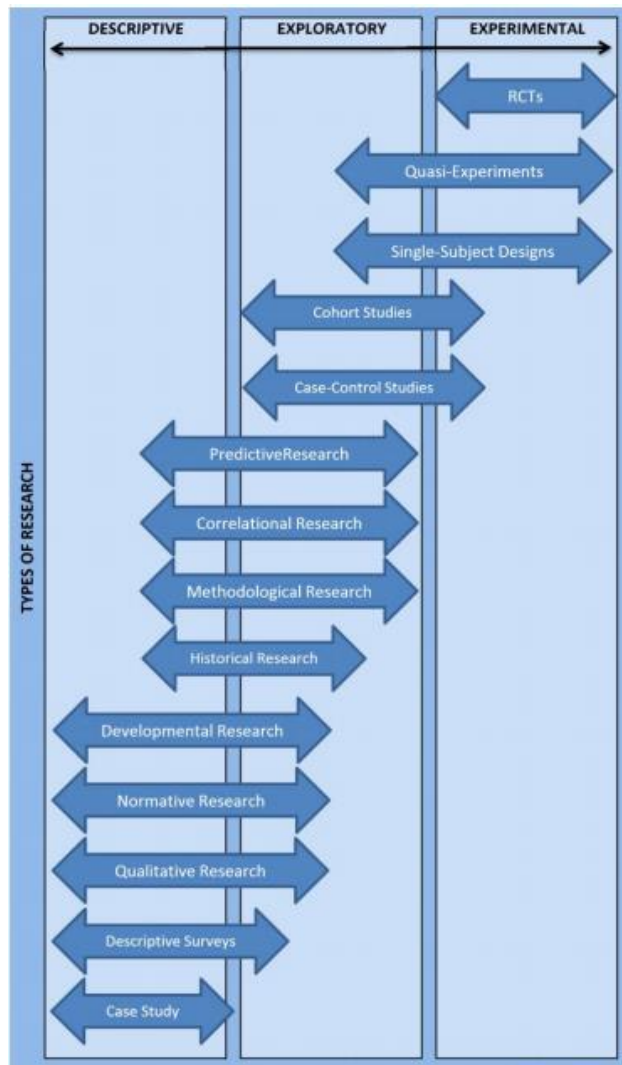 DESCRIPTIVE EXPLORATORY EXPERIMENTAL
RCTs
Quasi-Experiments
Single-Subject Designs
Cohort Studies
Case-Control Studies
PredictiveResearch
Correlational Research
Methodological Research
Historical Research
Developmental Research
Normative Research
Qualitative Research
Descriptive Surveys
Case Study
TYPES OF RESEARCH